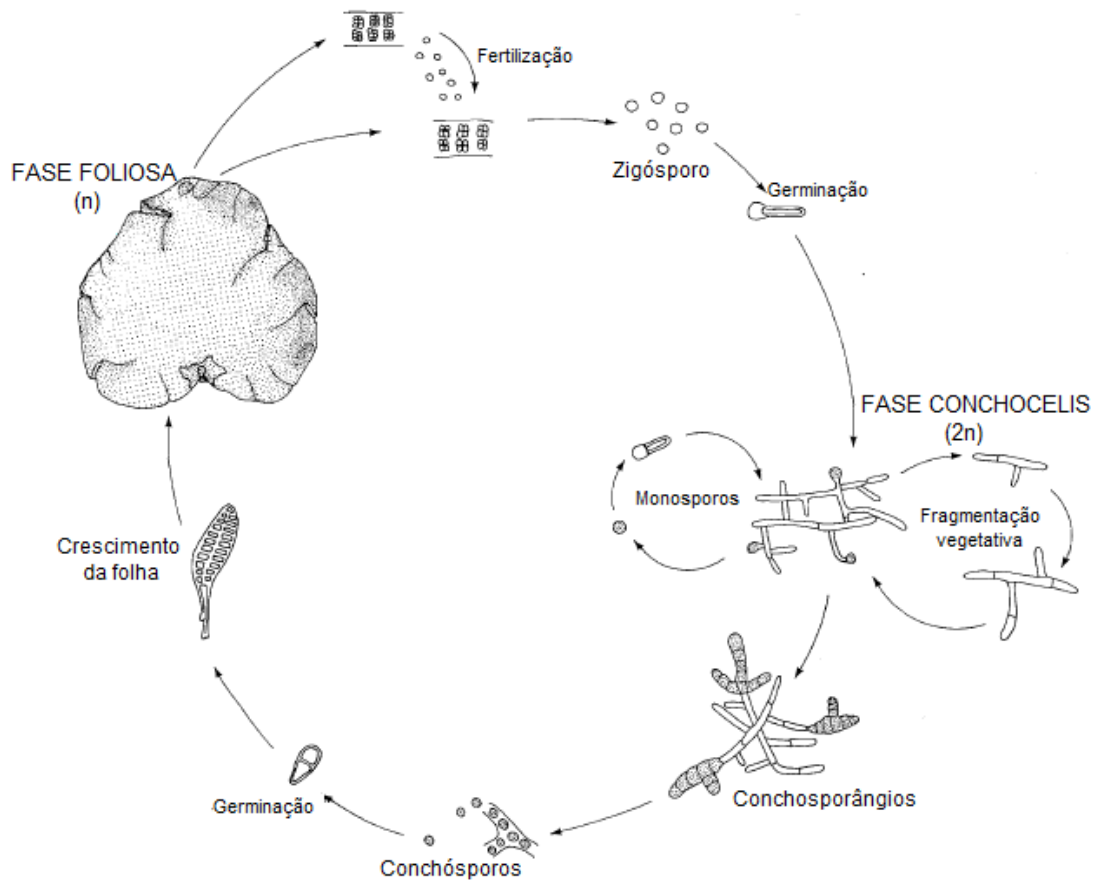 Fertilização
FASE FOLIOSA
(n)
Zigósporo
Germinação
FASE CONCHOCELIS
(2n)
Monosporos
Fragmentação
vegetativa
Crescimento
da folha
Conchosporângios
Germinação
Conchósporos